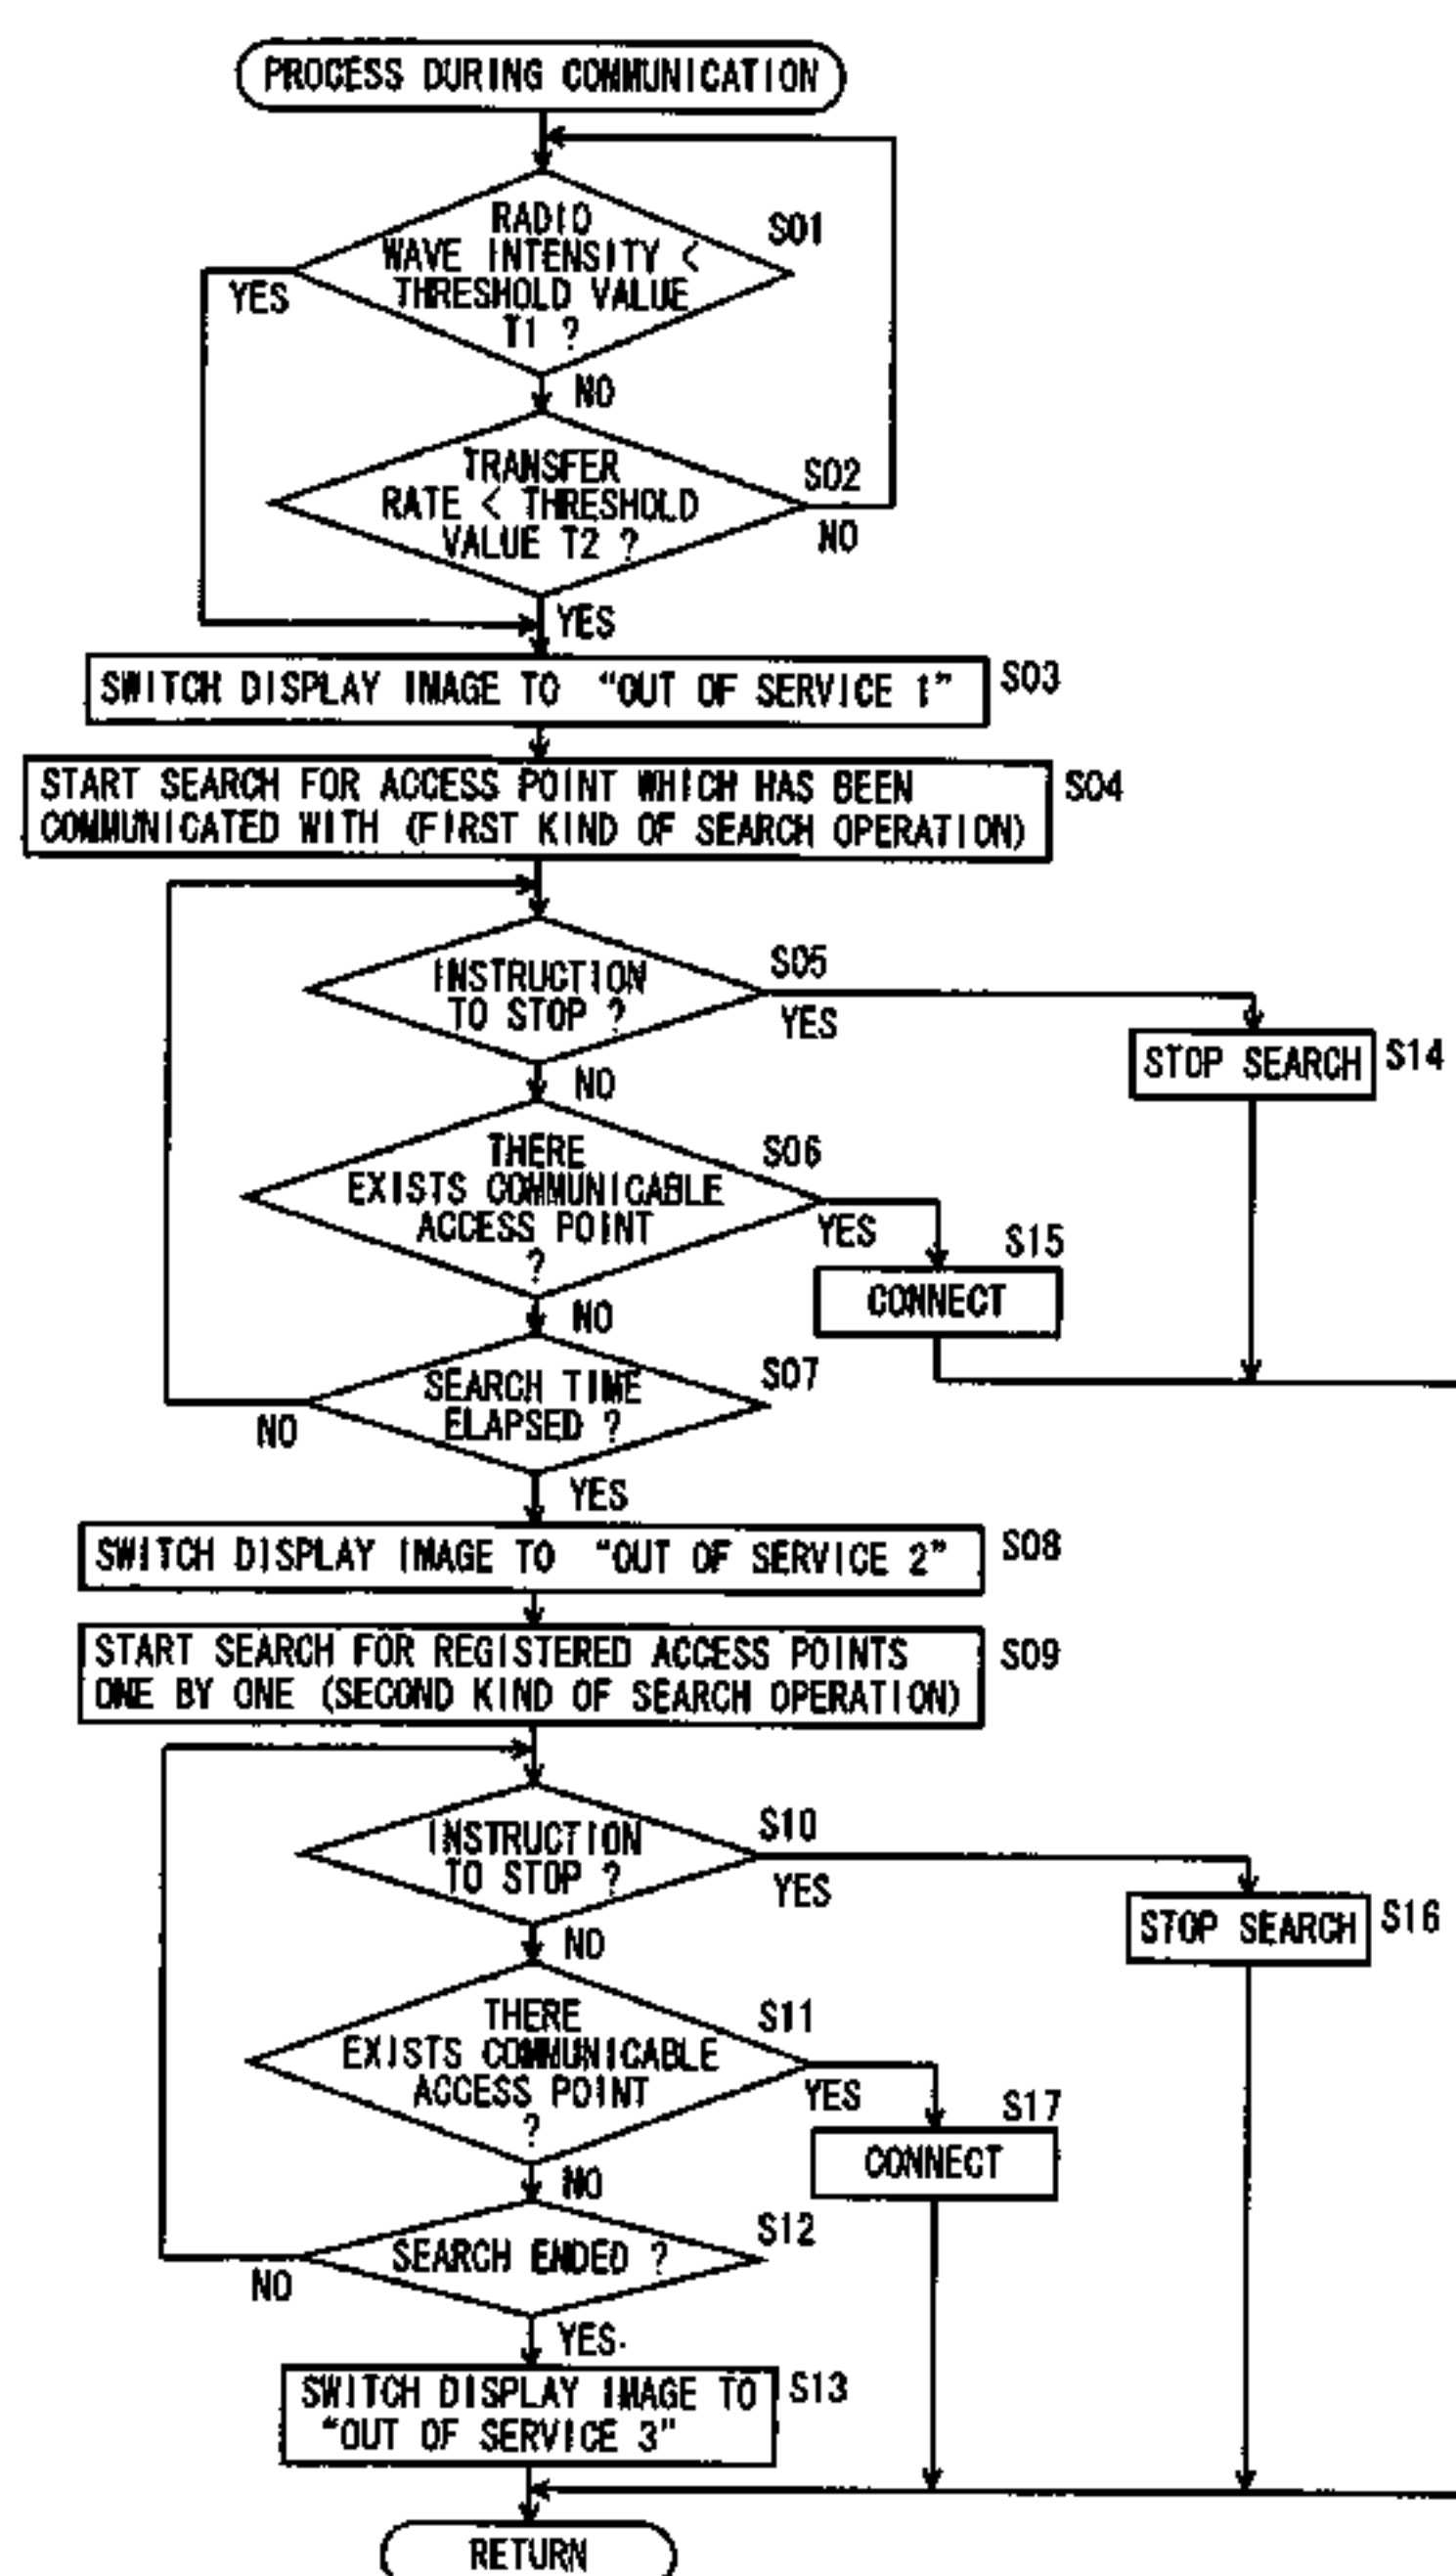 PROCESS DURING COMMUNICATION
RADIO
WAVE INTENSITY <
THRESHOLD VALUE
T1 ?
S01
YES
NO
TRANSFER
RATE < THRESHOLD
VALUE T2 ?
S02
NO
YES
SWITCH DISPLAY IMAGE TO "OUT OF SERVICE 1"
S03
START SEARCH FOR ACCESS POINT WHICH HAS BEEN
COMMUNICATED WITH (FIRST KIND OF SEARCH OPERATION)
S04
INSTRUCTION
TO STOP ?
S05
YES
NO
STOP SEARCH
S14
THERE
EXISTS COMMUNICABLE
ACCESS POINT
?
S06
YES
NO
S15
CONNECT
SEARCH TIME
ELAPSED ?
S07
NO
YES
SWITCH DISPLAY IMAGE TO "OUT OF SERVICE 2"
S08
START SEARCH FOR REGISTERED ACCESS POINTS
ONE BY ONE (SECOND KIND OF SEARCH OPERATION)
S09
INSTRUCTION
TO STOP ?
S10
YES
NO
STOP SEARCH
S16
THERE
EXISTS COMMUNICABLE
ACCESS POINT
?
S11
YES
NO
S17
CONNECT
SEARCH ENDED ?
S12
NO
YES
SWITCH DISPLAY IMAGE TO
"OUT OF SERVICE 3"
S13
RETURN